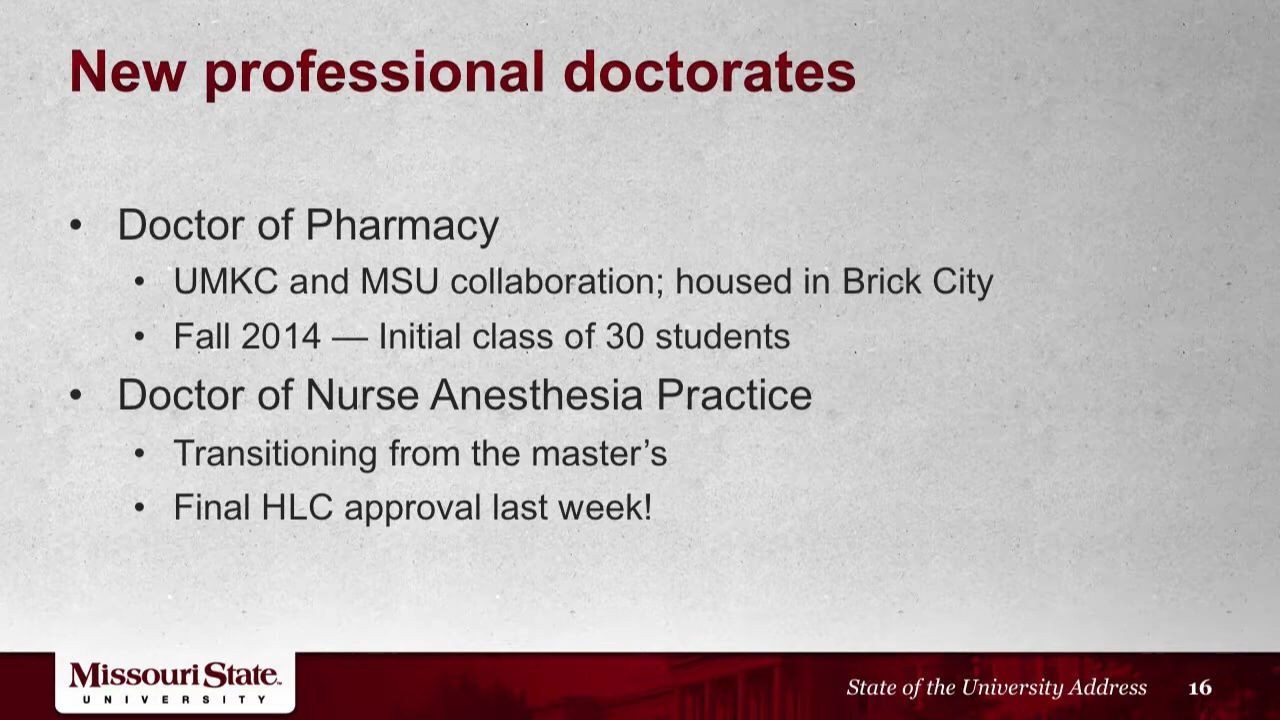 New professional doctorates
• Doctor of Pharmacy
• UMKC and MSU collaboration; housed in Brick City
• Fall 2014 — Initial class of 30 students
• Doctor of Nurse Anesthesia Practice
• Transitioning from the master’s
• Final HLC approval last week!
Missouri State™
UNIVERSITY
State of the University Address 16